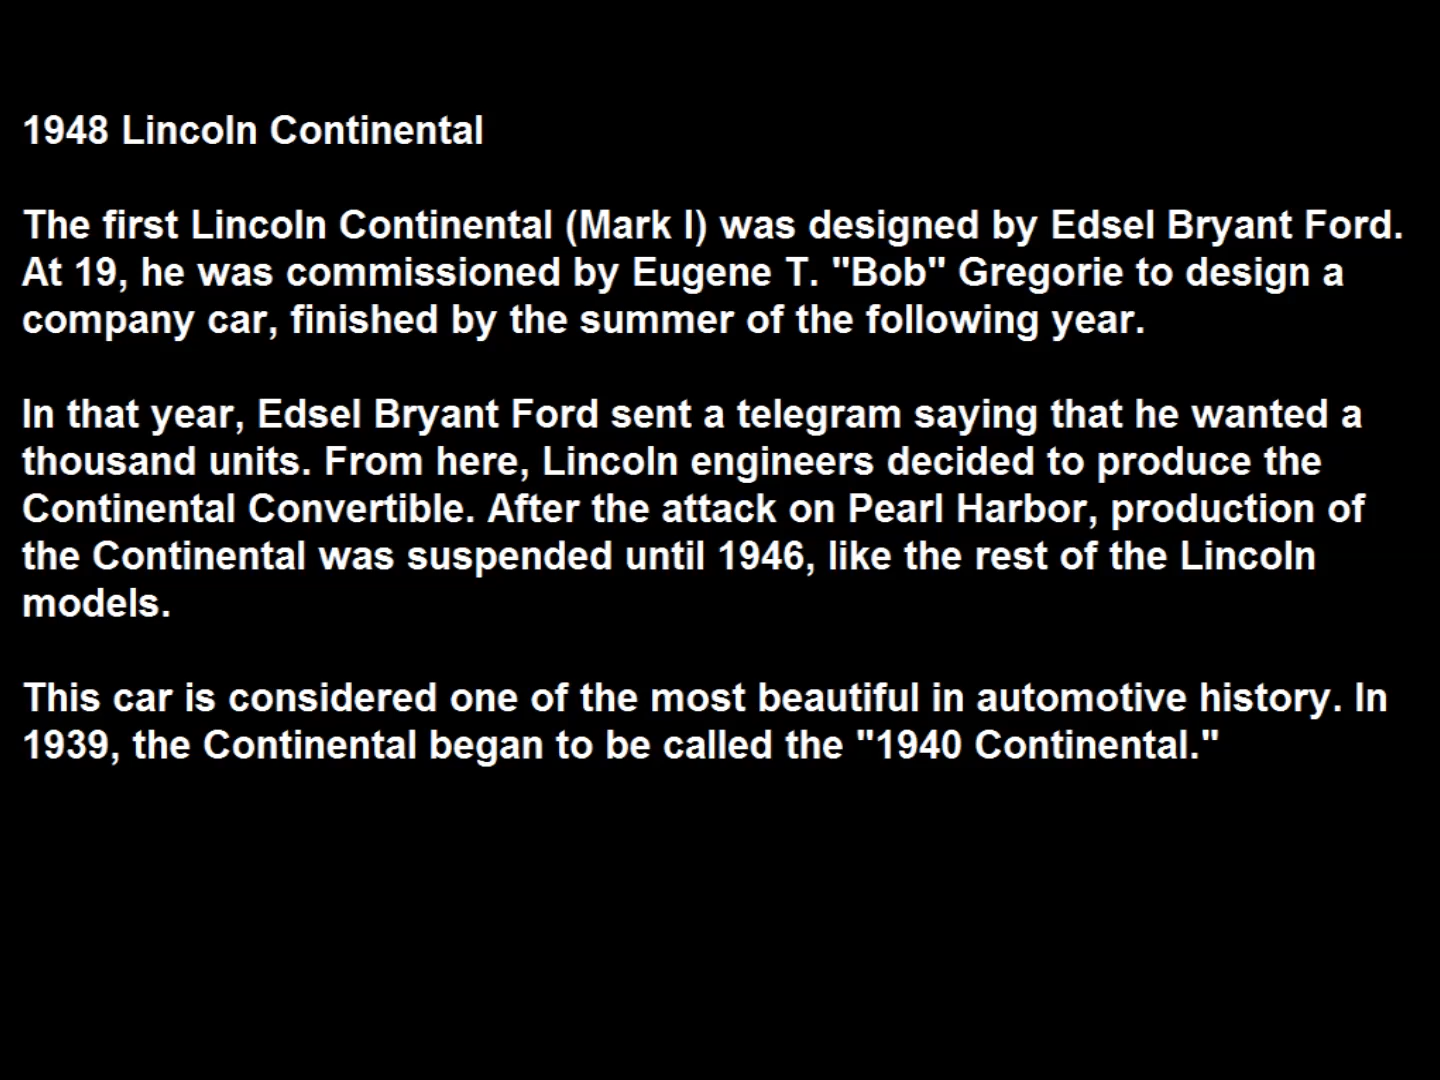 1948 Lincoln Continental
The first Lincoln Continental (Mark I) was designed by Edsel Bryant Ford.
At 19, he was commissioned by Eugene T. "Bob" Gregorie to design a
company car, finished by the summer of the following year.
In that year, Edsel Bryant Ford sent a telegram saying that he wanted a
thousand units. From here, Lincoln engineers decided to produce the
Continental Convertible. After the attack on Pearl Harbor, production of
the Continental was suspended until 1946, like the rest of the Lincoln
models.
This car is considered one of the most beautiful in automotive history. In
1939, the Continental began to be called the "1940 Continental."